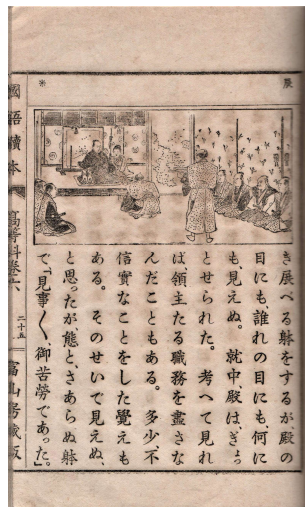 き展べる躰をするが殿の
目にも、誰れの目にも、何に
も、見えぬ。就中、殿は、ぎょっ
とせられた。考へて見れ
ば、領主たる職務を盡さな
んだこともある。多少、不
信實なことをした覺えも
ある。そのせいで見えぬ、
と思ったが態と、さあらぬ躰
で、「見事〱、御苦勞であった。」
國語讀本 高等科卷六、 二十五 冨山房藏版